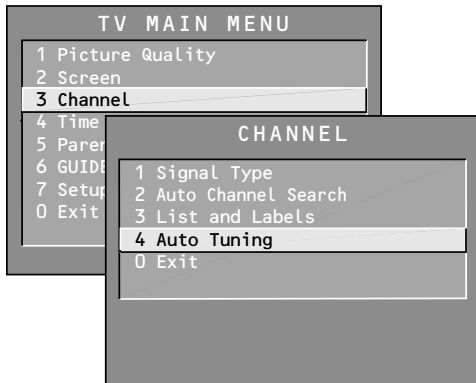 TV MAIN MENU
1 Picture Quality
2 Screen
3 Channel
4 Time
5 Paren
6 GUIDE
7 Setup
0 Exit
CHANNEL
1 Signal Type
2 Auto Channel Search
3 List and Labels
4 Auto Tuning
0 Exit